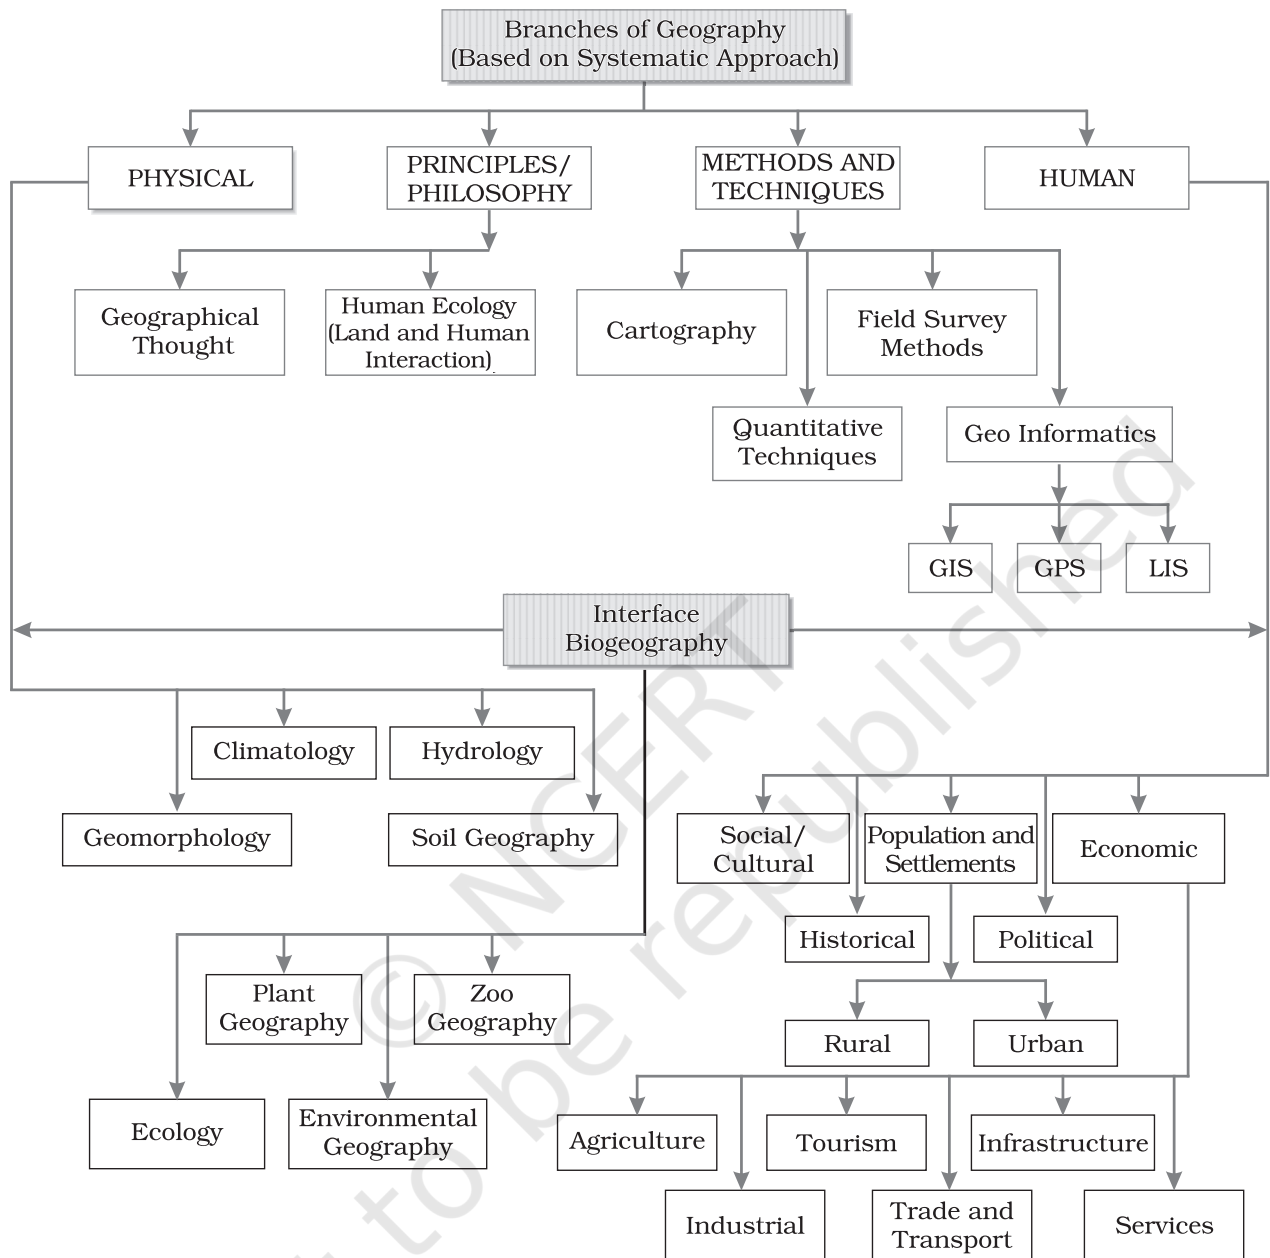 Branches of Geography
(Based on Systematic Approach)
PHYSICAL
PRINCIPLES/
PHILOSOPHY
METHODS AND
TECHNIQUES
HUMAN
Geographical
Thought
Human Ecology
(Land and Human
Interaction)
Cartography
Field Survey
Methods
Quantitative
Techniques
Geo Informatics
GIS
GPS
LIS
Interface
Biogeography
Climatology
Hydrology
Geomorphology
Soil Geography
Social/
Cultural
Population and
Settlements
Economic
Historical
Political
Plant
Geography
Zoo
Geography
Rural
Urban
Ecology
Environmental
Geography
Agriculture
Tourism
Infrastructure
Industrial
Trade and
Transport
Services
© NCERT
to be republished